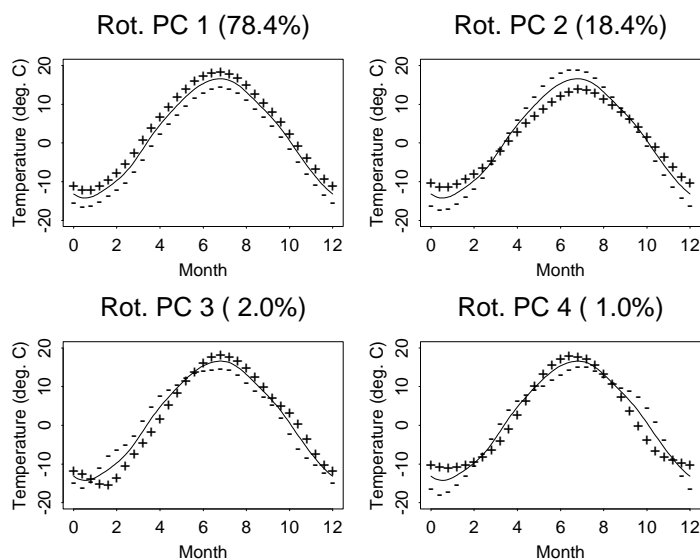 Rot. PC 1 (78.4%)
Temperature (deg. C)
20
10
0
-10
-20
0 2 4 6 8 10 12
Month
Rot. PC 2 (18.4%)
Temperature (deg. C)
20
10
0
-10
-20
0 2 4 6 8 10 12
Month
Rot. PC 3 ( 2.0%)
Temperature (deg. C)
20
10
0
-10
-20
0 2 4 6 8 10 12
Month
Rot. PC 4 ( 1.0%)
Temperature (deg. C)
20
10
0
-10
-20
0 2 4 6 8 10 12
Month